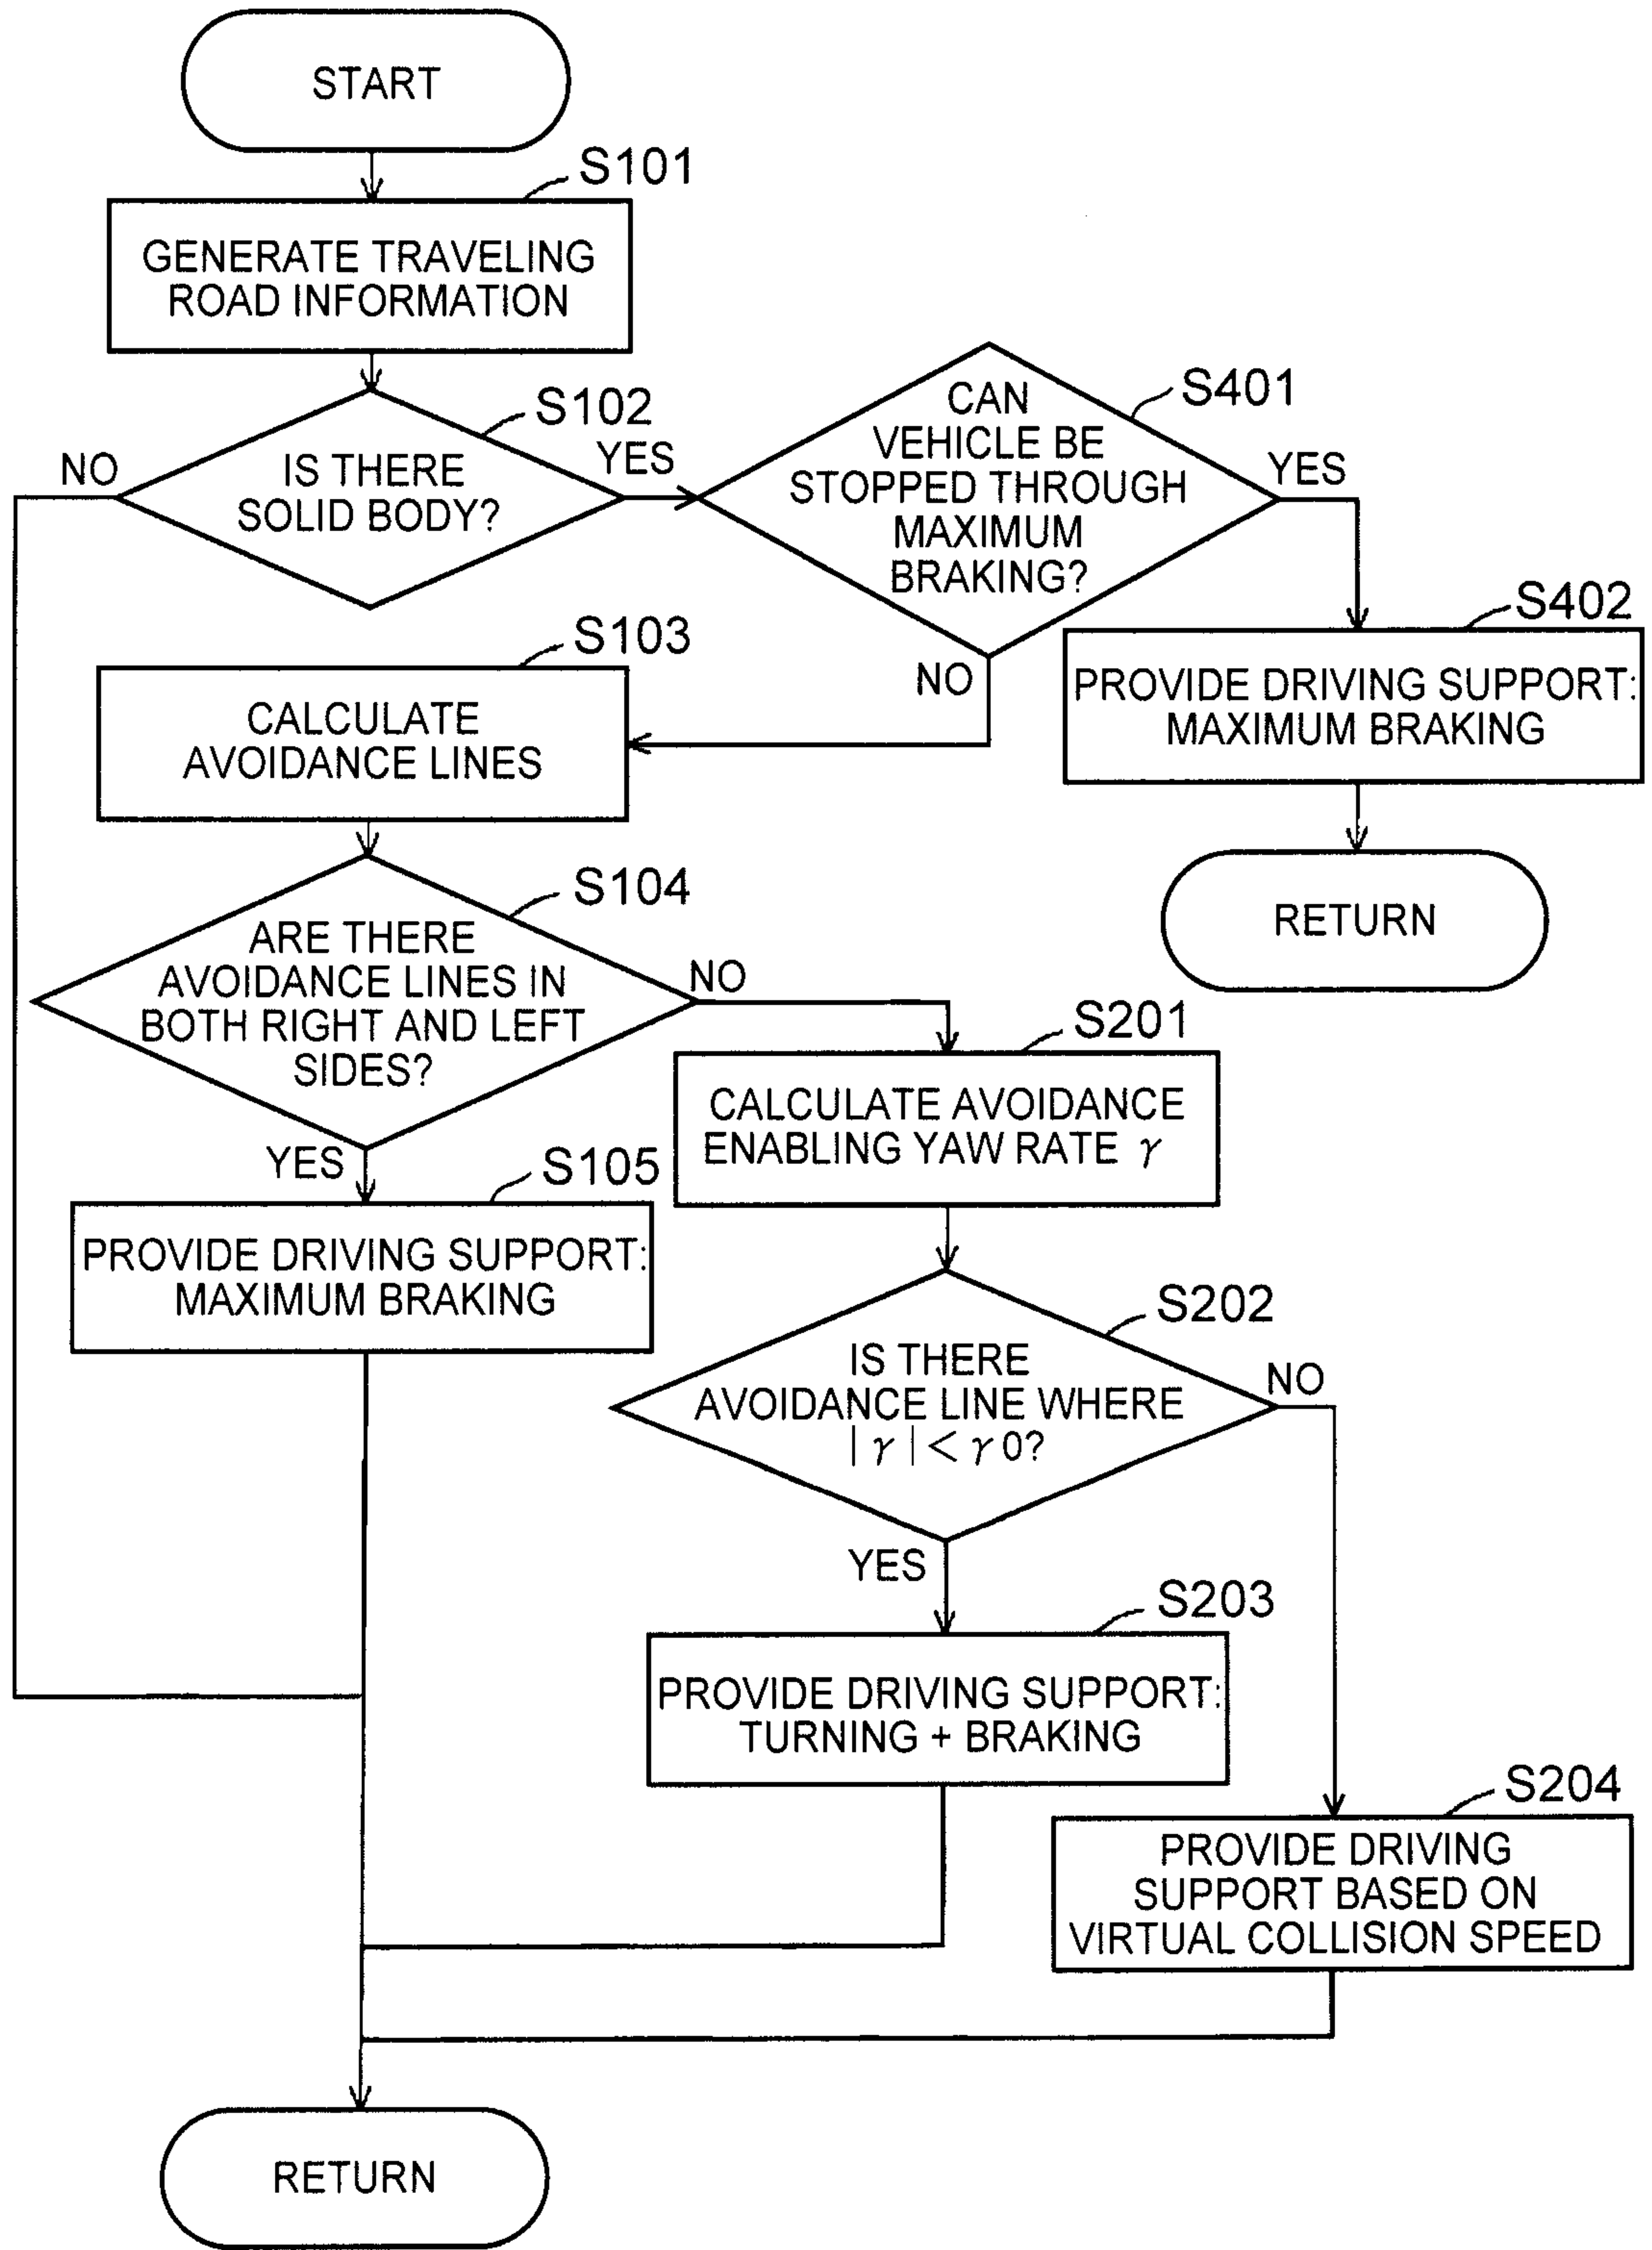 START
S101
GENERATE TRAVELING
ROAD INFORMATION
S102
NO
IS THERE
SOLID BODY?
YES
S401
CAN
VEHICLE BE
STOPPED THROUGH
MAXIMUM
BRAKING?
YES
NO
S402
PROVIDE DRIVING SUPPORT:
MAXIMUM BRAKING
RETURN
S103
CALCULATE
AVOIDANCE LINES
S104
ARE THERE
AVOIDANCE LINES IN
BOTH RIGHT AND LEFT
SIDES?
NO
YES
S105
PROVIDE DRIVING SUPPORT:
MAXIMUM BRAKING
S201
CALCULATE AVOIDANCE
ENABLING YAW RATE γ
S202
IS THERE
AVOIDANCE LINE WHERE
|γ|<γ0?
NO
YES
S203
PROVIDE DRIVING SUPPORT:
TURNING + BRAKING
S204
PROVIDE DRIVING
SUPPORT BASED ON
VIRTUAL COLLISION SPEED
RETURN